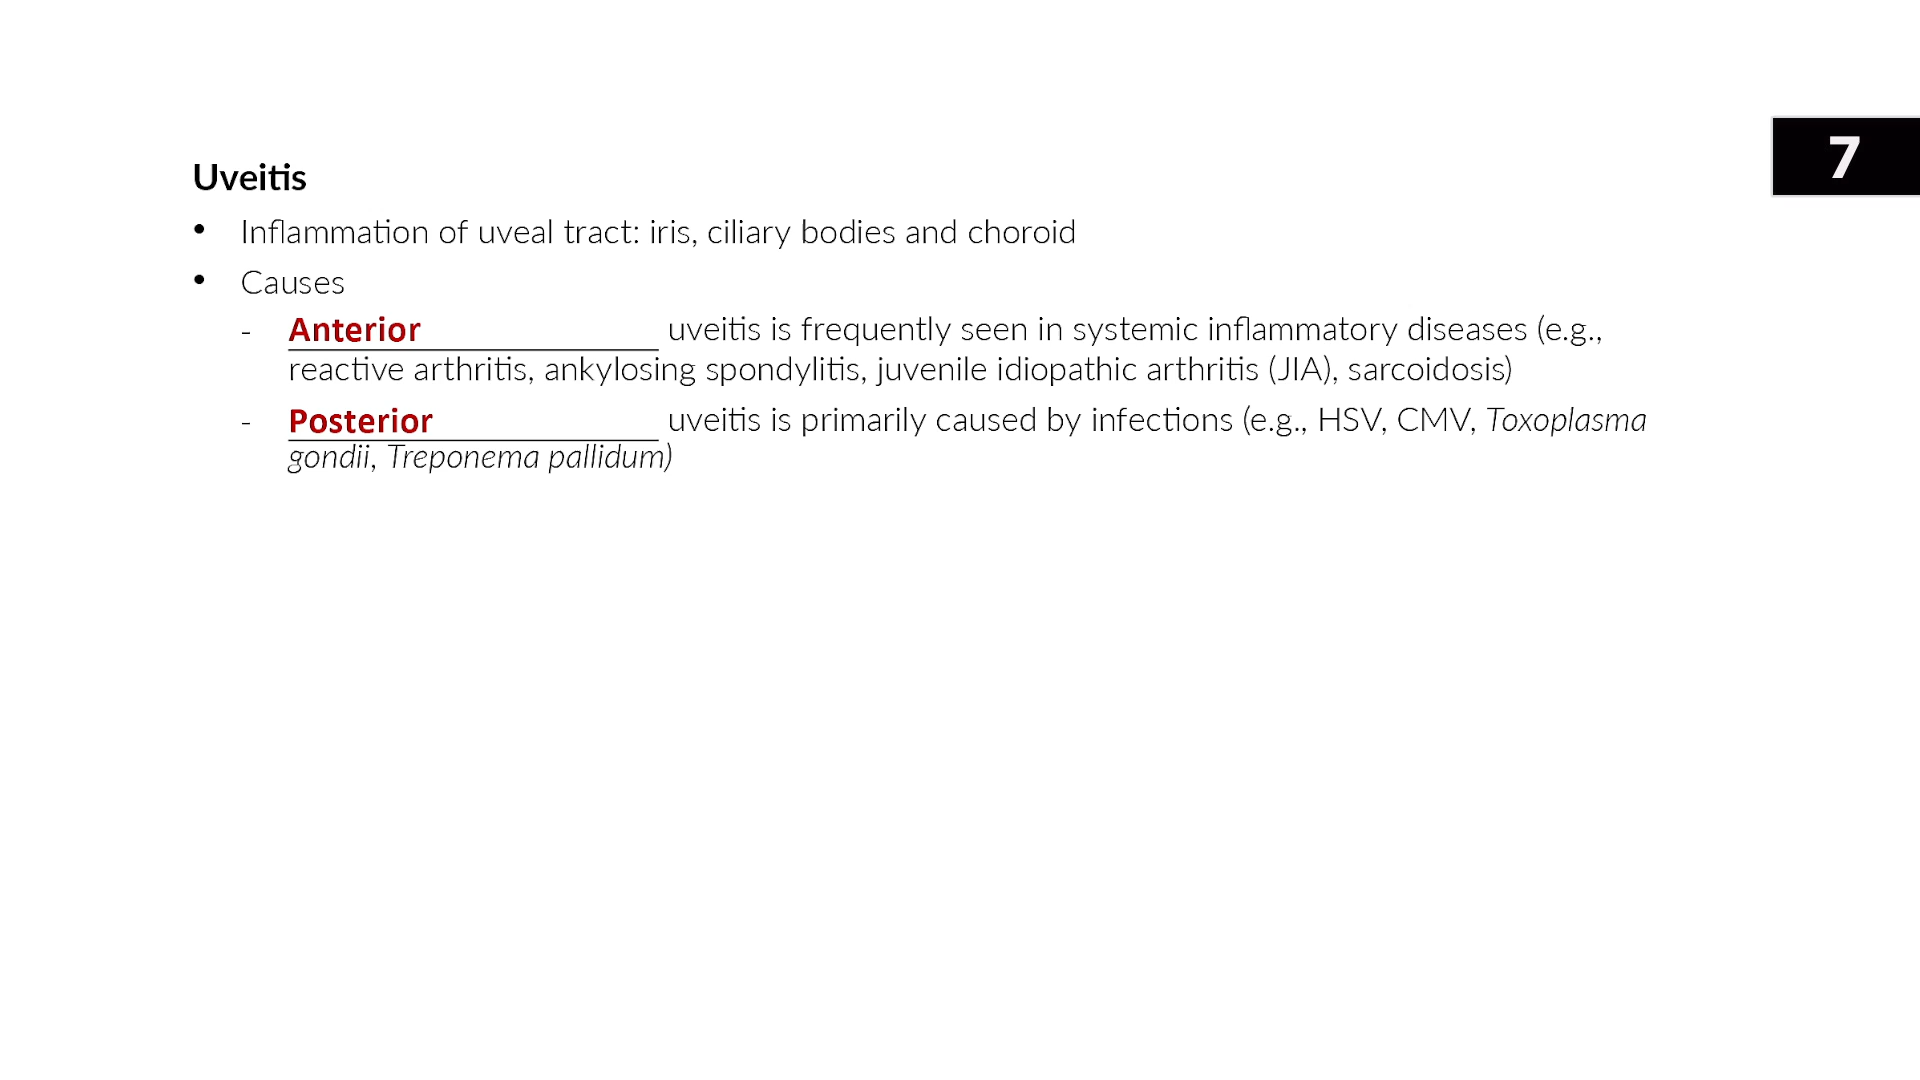 7
Uveitis
• Inflammation of uveal tract: iris, ciliary bodies and choroid
• Causes
- Anterior uveitis is frequently seen in systemic inflammatory diseases (e.g.,
reactive arthritis, ankylosing spondylitis, juvenile idiopathic arthritis (JIA), sarcoidosis)
- Posterior uveitis is primarily caused by infections (e.g., HSV, CMV, Toxoplasma
gondii, Treponema pallidum)